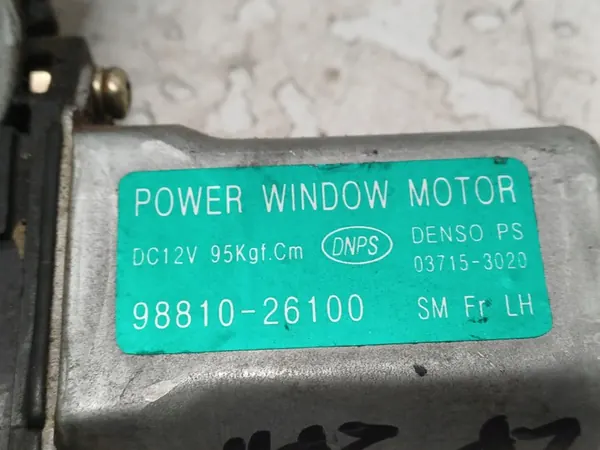 POWER WINDOW MOTOR
DC12V 95Kgf.Cm DNPS DENSO PS
03715-3020
98810-26100 SM Fr LH